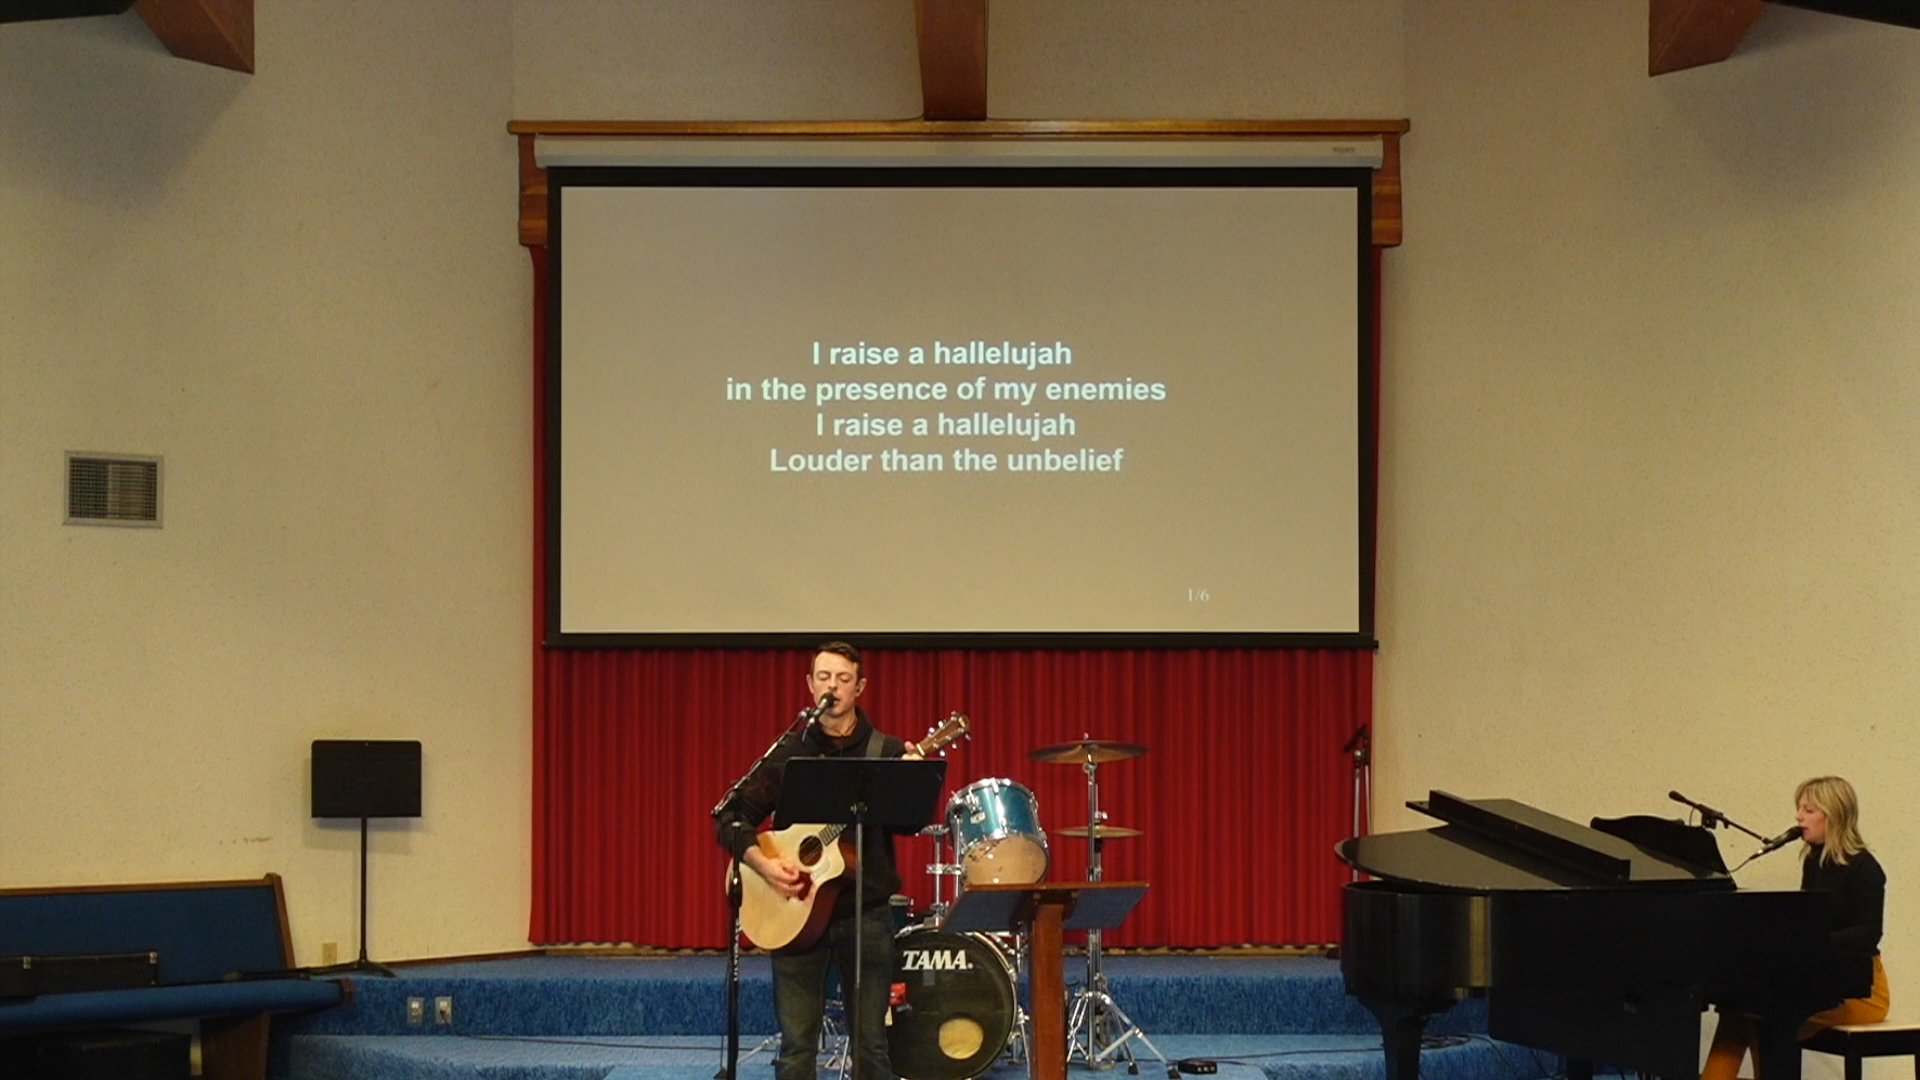 I raise a hallelujah
in the presence of my enemies
I raise a hallelujah
Louder than the unbelief
1/6
TAMA.